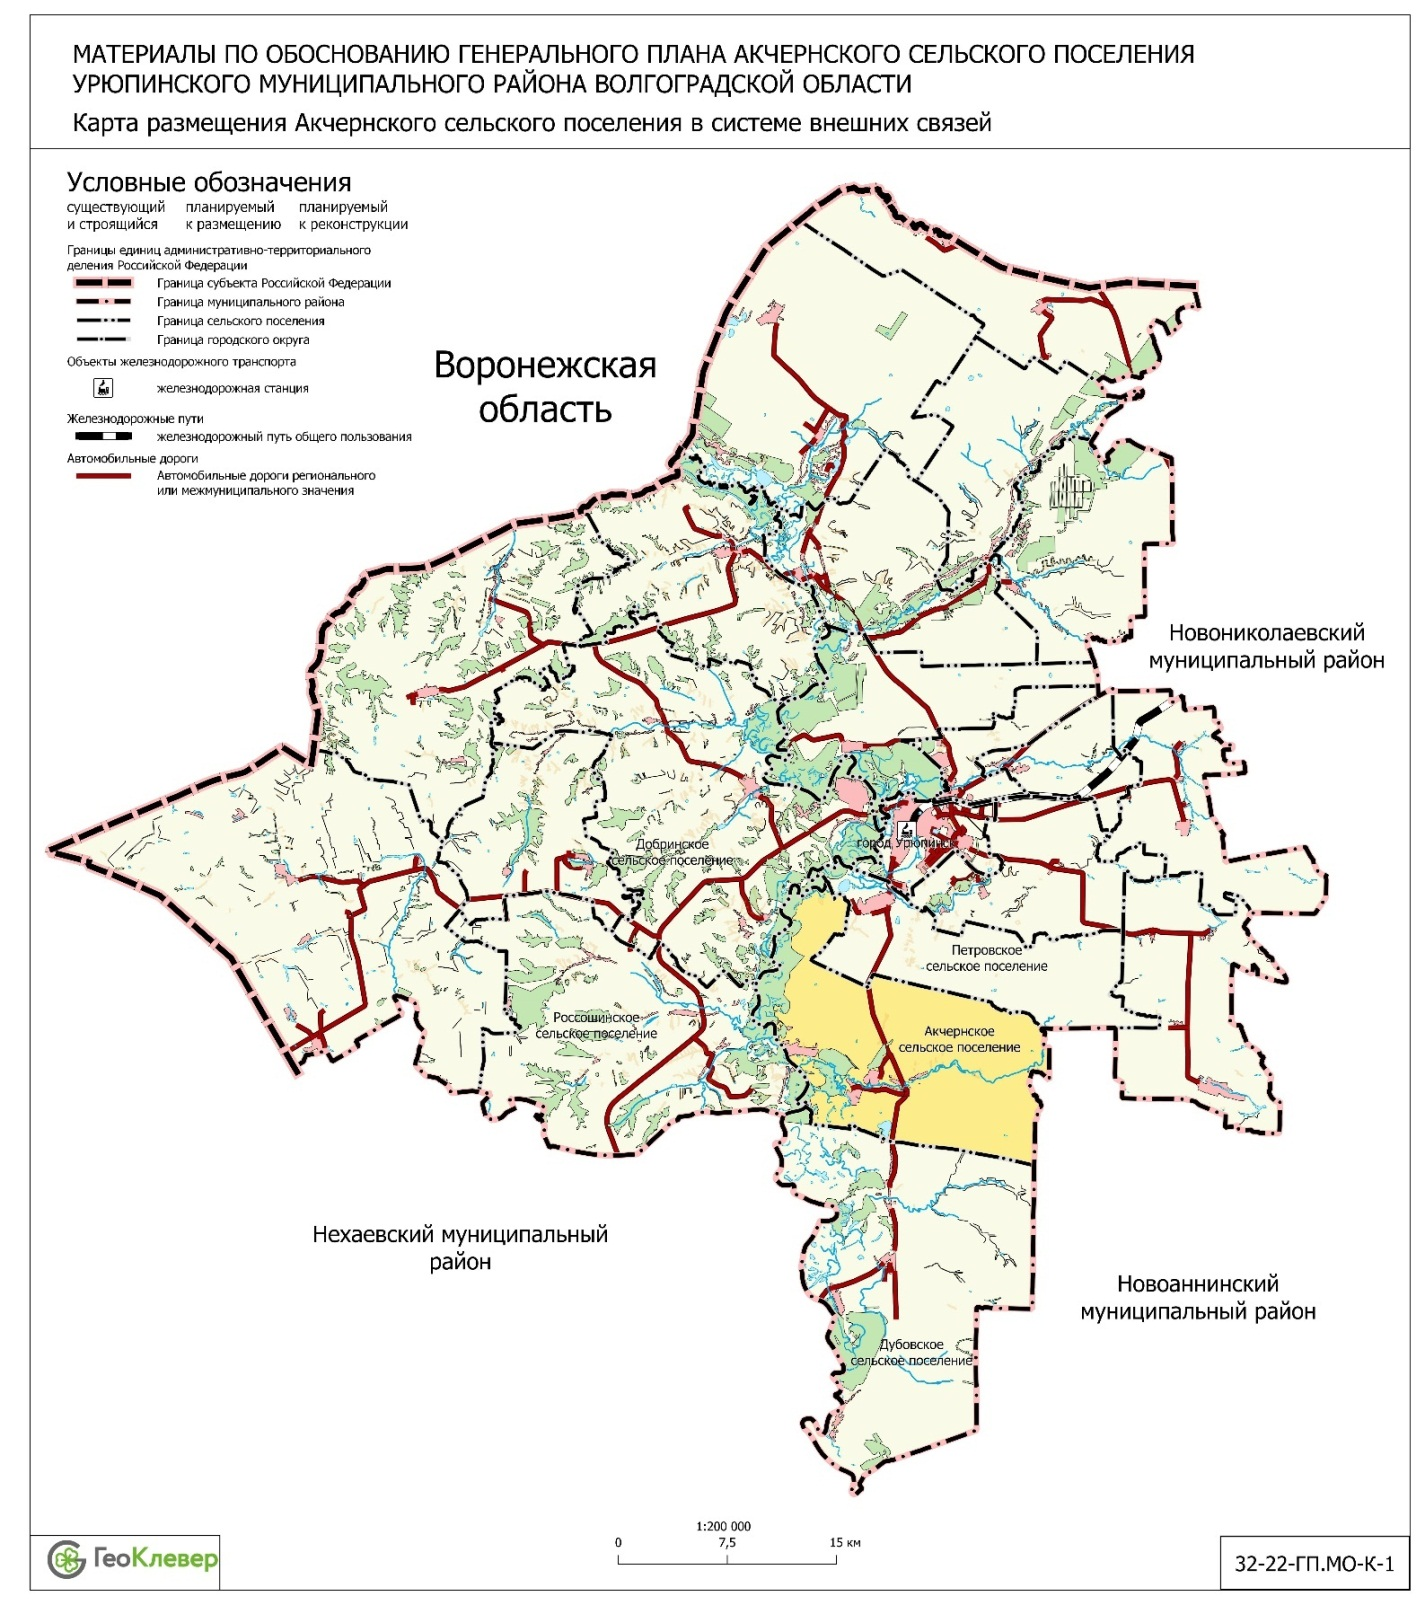 МАТЕРИАЛЫ ПО ОБОСНОВАНИЮ ГЕНЕРАЛЬНОГО ПЛАНА АКЧЕРНСКОГО СЕЛЬСКОГО ПОСЕЛЕНИЯ
УРЮПИНСКОГО МУНИЦИПАЛЬНОГО РАЙОНА ВОЛГОГРАДСКОЙ ОБЛАСТИ
Карта размещения Акчернского сельского поселения в системе внешних связей
Условные обозначения
существующий планируемый планируемый
и строящийся к размещению к реконструкции
Границы единиц административно-территориального
деления Российской Федерации
Граница субъекта Российской Федерации
Граница муниципального района
Граница сельского поселения
Граница городского округа
Объекты железнодорожного транспорта
железнодорожная станция
Железнодорожные пути
железнодорожный путь общего пользования
Автомобильные дороги
Автомобильные дороги регионального
или межмуниципального значения
Воронежская
область
Новониколаевский
муниципальный район
Добринское
сельское поселение
город Урюпинск
Петровское
сельское поселение
Россошинское
сельское поселение
Акчернское
сельское поселение
Нехаевский муниципальный
район
Новоаннинский
муниципальный район
Дубовское
сельское поселение
1:200 000
0 7,5 15 км
ГеоКлевер
32-22-ГП.МО-К-1